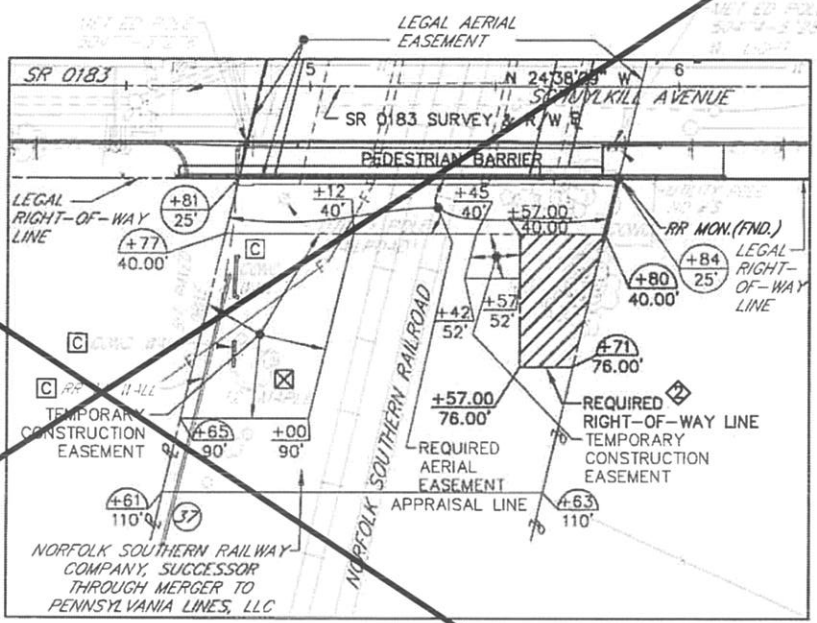 LEGAL AERIAL
EASEMENT
MET ED POLE
SR 0183
5
6
N 24°38'09" W
SCHUYLKILL AVENUE
SR 0183 SURVEY & R/W
PEDESTRIAN BARRIER
LEGAL
RIGHT-OF-WAY
LINE
+81
25'
+77
40.00'
+12
40'
+45
40'
+57.00
40.00'
RR MON.(FND.)
+84
25'
LEGAL
RIGHT-
OF-WAY
LINE
+80
40.00'
C
+42
52'
+57
52'
+71
76.00'
+57.00
76.00'
C
C
TEMPORARY
CONSTRUCTION
EASEMENT
+65
90'
+00
90'
NORFOLK SOUTHERN RAILROAD
REQUIRED
AERIAL
EASEMENT
APPRAISAL LINE
2
REQUIRED
RIGHT-OF-WAY LINE
TEMPORARY
CONSTRUCTION
EASEMENT
+61
110'
37
+63
110'
NORFOLK SOUTHERN RAILWAY
COMPANY, SUCCESSOR
THROUGH MERGER TO
PENNSYLVANIA LINES, LLC